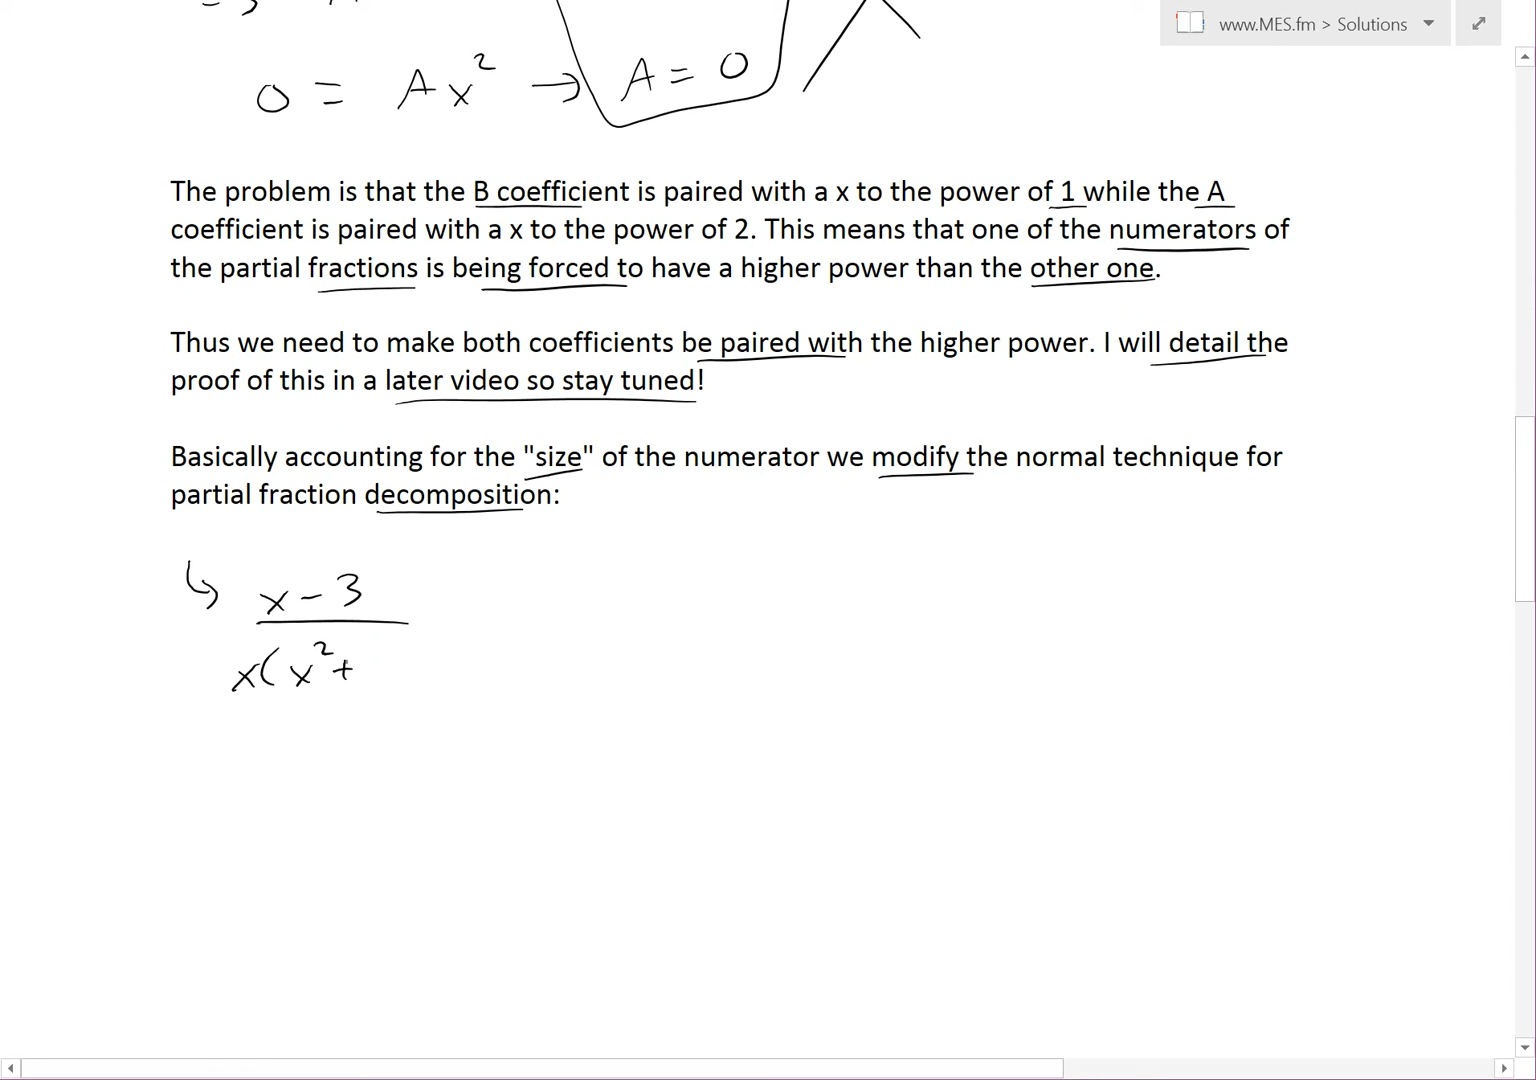 www.MES.fm > Solutions
0 = Ax² → A = 0
The problem is that the B coefficient is paired with a x to the power of 1 while the A
coefficient is paired with a x to the power of 2. This means that one of the numerators of
the partial fractions is being forced to have a higher power than the other one.
Thus we need to make both coefficients be paired with the higher power. I will detail the
proof of this in a later video so stay tuned!
Basically accounting for the "size" of the numerator we modify the normal technique for
partial fraction decomposition:
↳ x - 3
x(x² +